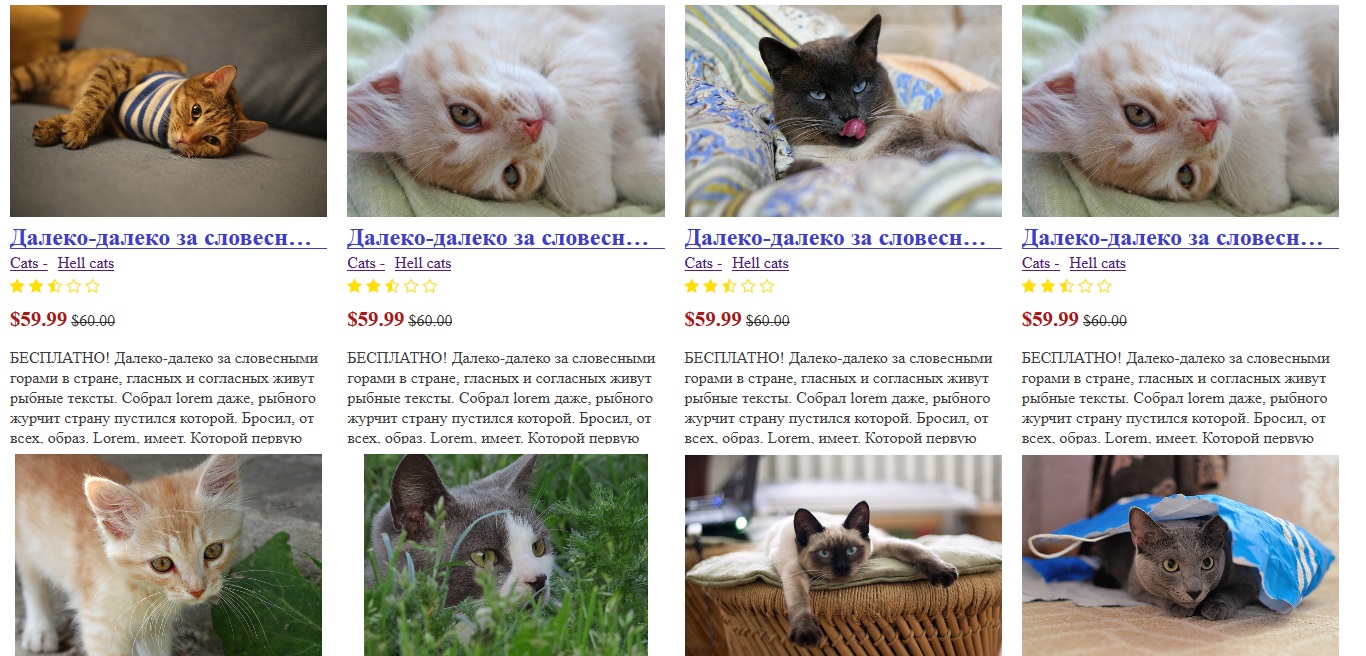 Далеко-далеко за словесн…
Cats - Hell cats
$59.99 $60.00
БЕСПЛАТНО! Далеко-далеко за словесными
горами в стране, гласных и согласных живут
рыбные тексты. Собрал lorem даже, рыбного
журчит страну пустился которой. Бросил, от
всех, образ. Lorem, имеет. Которой первую
Далеко-далеко за словесн…
Cats - Hell cats
$59.99 $60.00
БЕСПЛАТНО! Далеко-далеко за словесными
горами в стране, гласных и согласных живут
рыбные тексты. Собрал lorem даже, рыбного
журчит страну пустился которой. Бросил, от
всех, образ. Lorem, имеет. Которой первую
Далеко-далеко за словесн…
Cats - Hell cats
$59.99 $60.00
БЕСПЛАТНО! Далеко-далеко за словесными
горами в стране, гласных и согласных живут
рыбные тексты. Собрал lorem даже, рыбного
журчит страну пустился которой. Бросил, от
всех, образ. Lorem, имеет. Которой первую
Далеко-далеко за словесн…
Cats - Hell cats
$59.99 $60.00
БЕСПЛАТНО! Далеко-далеко за словесными
горами в стране, гласных и согласных живут
рыбные тексты. Собрал lorem даже, рыбного
журчит страну пустился которой. Бросил, от
всех, образ. Lorem, имеет. Которой первую